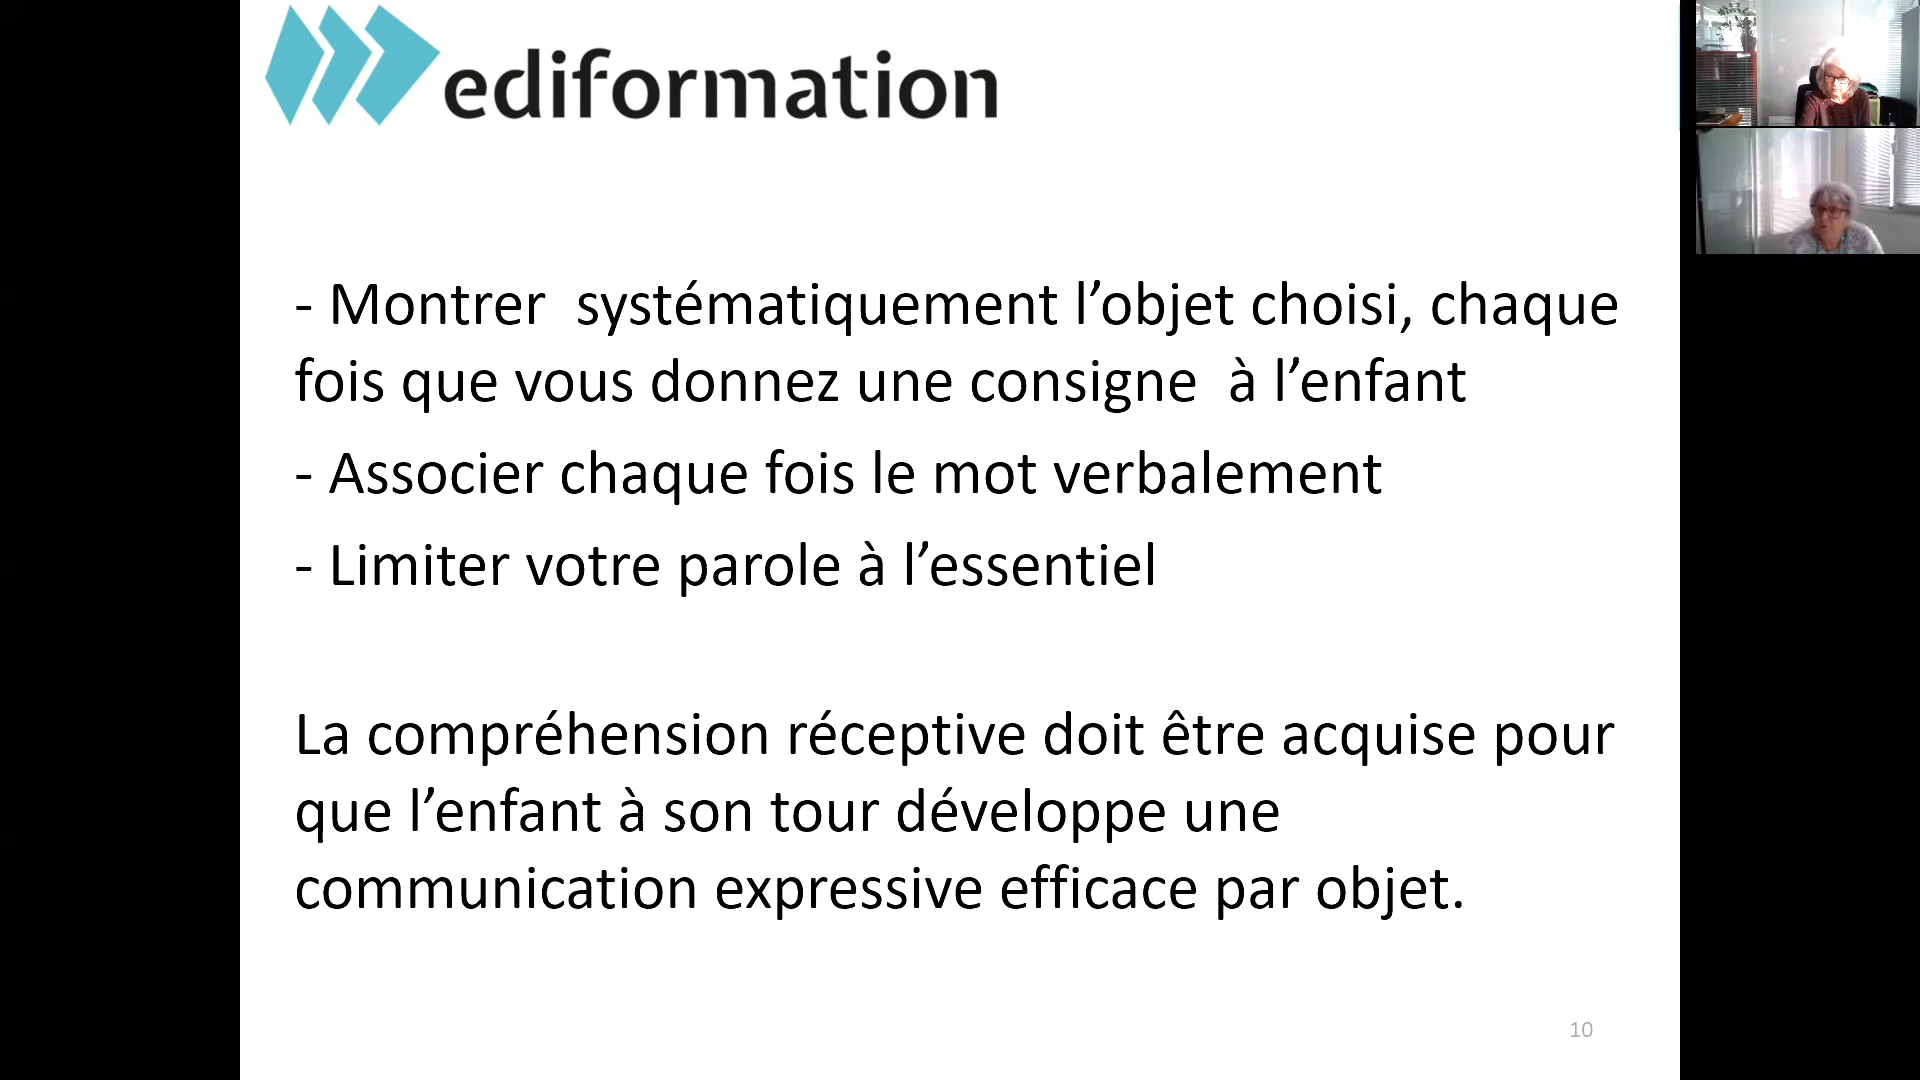 ediformation
- Montrer  systématiquement l’objet choisi, chaque
fois que vous donnez une consigne  à l’enfant
- Associer chaque fois le mot verbalement
- Limiter votre parole à l’essentiel
La compréhension réceptive doit être acquise pour
que l’enfant à son tour développe une
communication expressive efficace par objet.
10